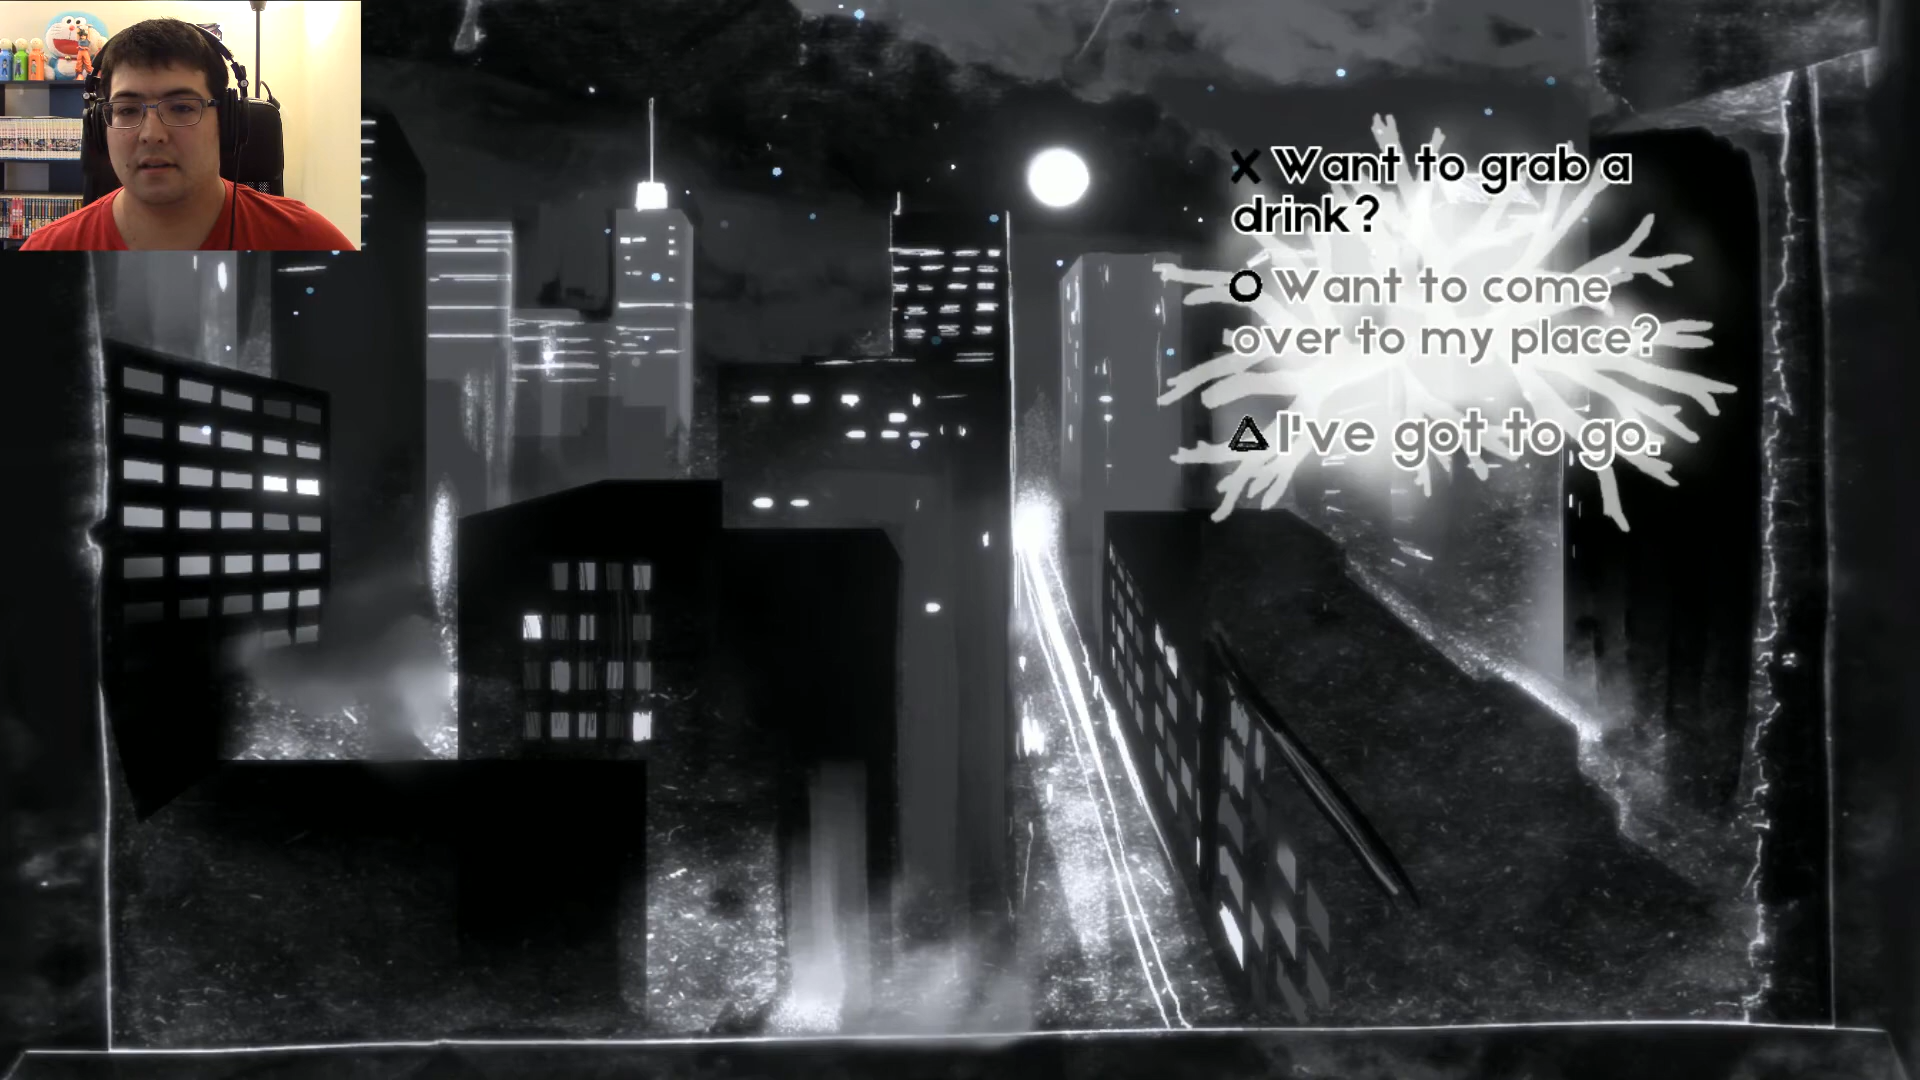 X Want to grab a
drink?
O Want to come
over to my place?
△ I've got to go.